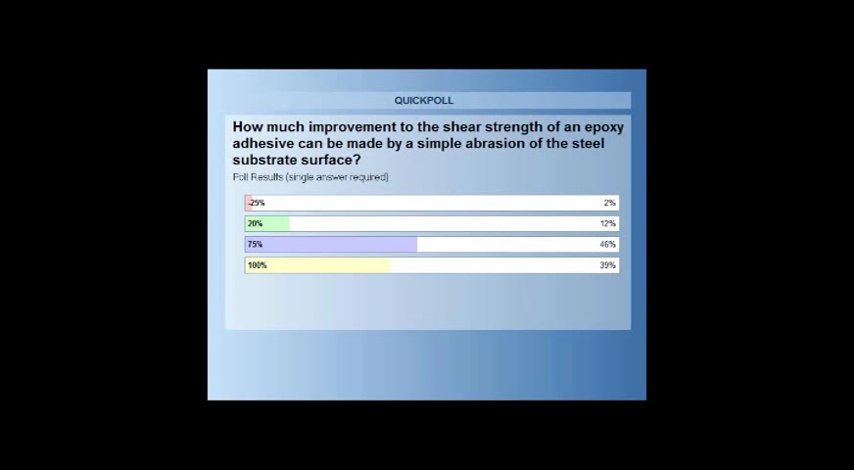 QUICKPOLL
How much improvement to the shear strength of an epoxy
adhesive can be made by a simple abrasion of the steel
substrate surface?
Poll Results (single answer required)
-25% 2%
20% 12%
75% 46%
100% 39%